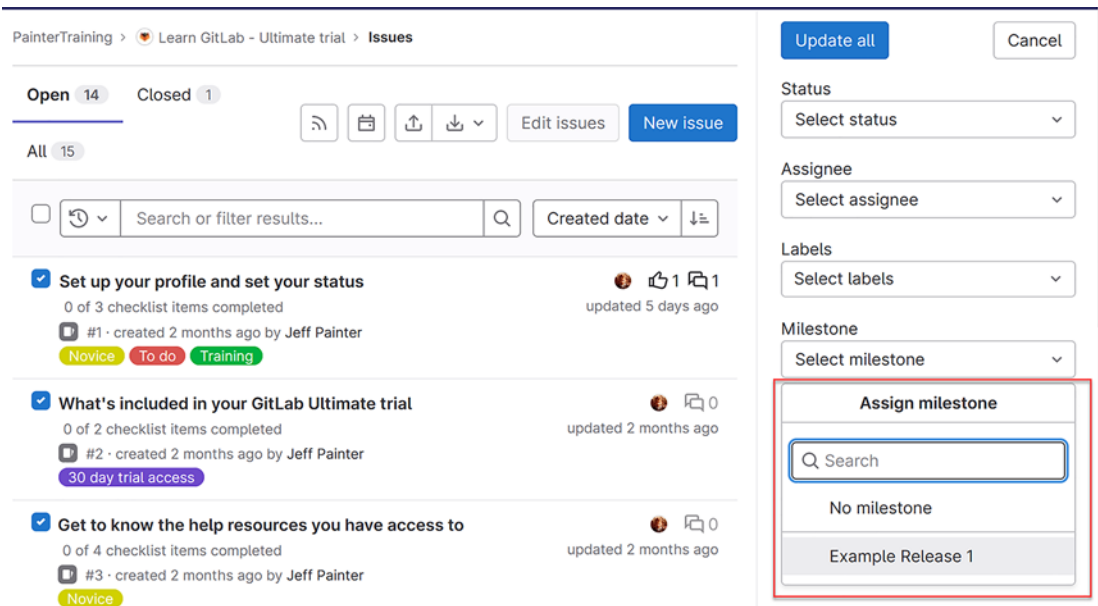 PainterTraining > Learn GitLab - Ultimate trial > Issues
Open 14 Closed 1
All 15
Edit issues New issue
Search or filter results...
Created date
Set up your profile and set your status
1 1
0 of 3 checklist items completed
updated 5 days ago
#1 · created 2 months ago by Jeff Painter
Novice To do Training
What's included in your GitLab Ultimate trial
0
0 of 2 checklist items completed
updated 2 months ago
#2 · created 2 months ago by Jeff Painter
30 day trial access
Get to know the help resources you have access to
0
0 of 4 checklist items completed
updated 2 months ago
#3 · created 2 months ago by Jeff Painter
Novice
Update all Cancel
Status
Select status
Assignee
Select assignee
Labels
Select labels
Milestone
Select milestone
Assign milestone
Search
No milestone
Example Release 1